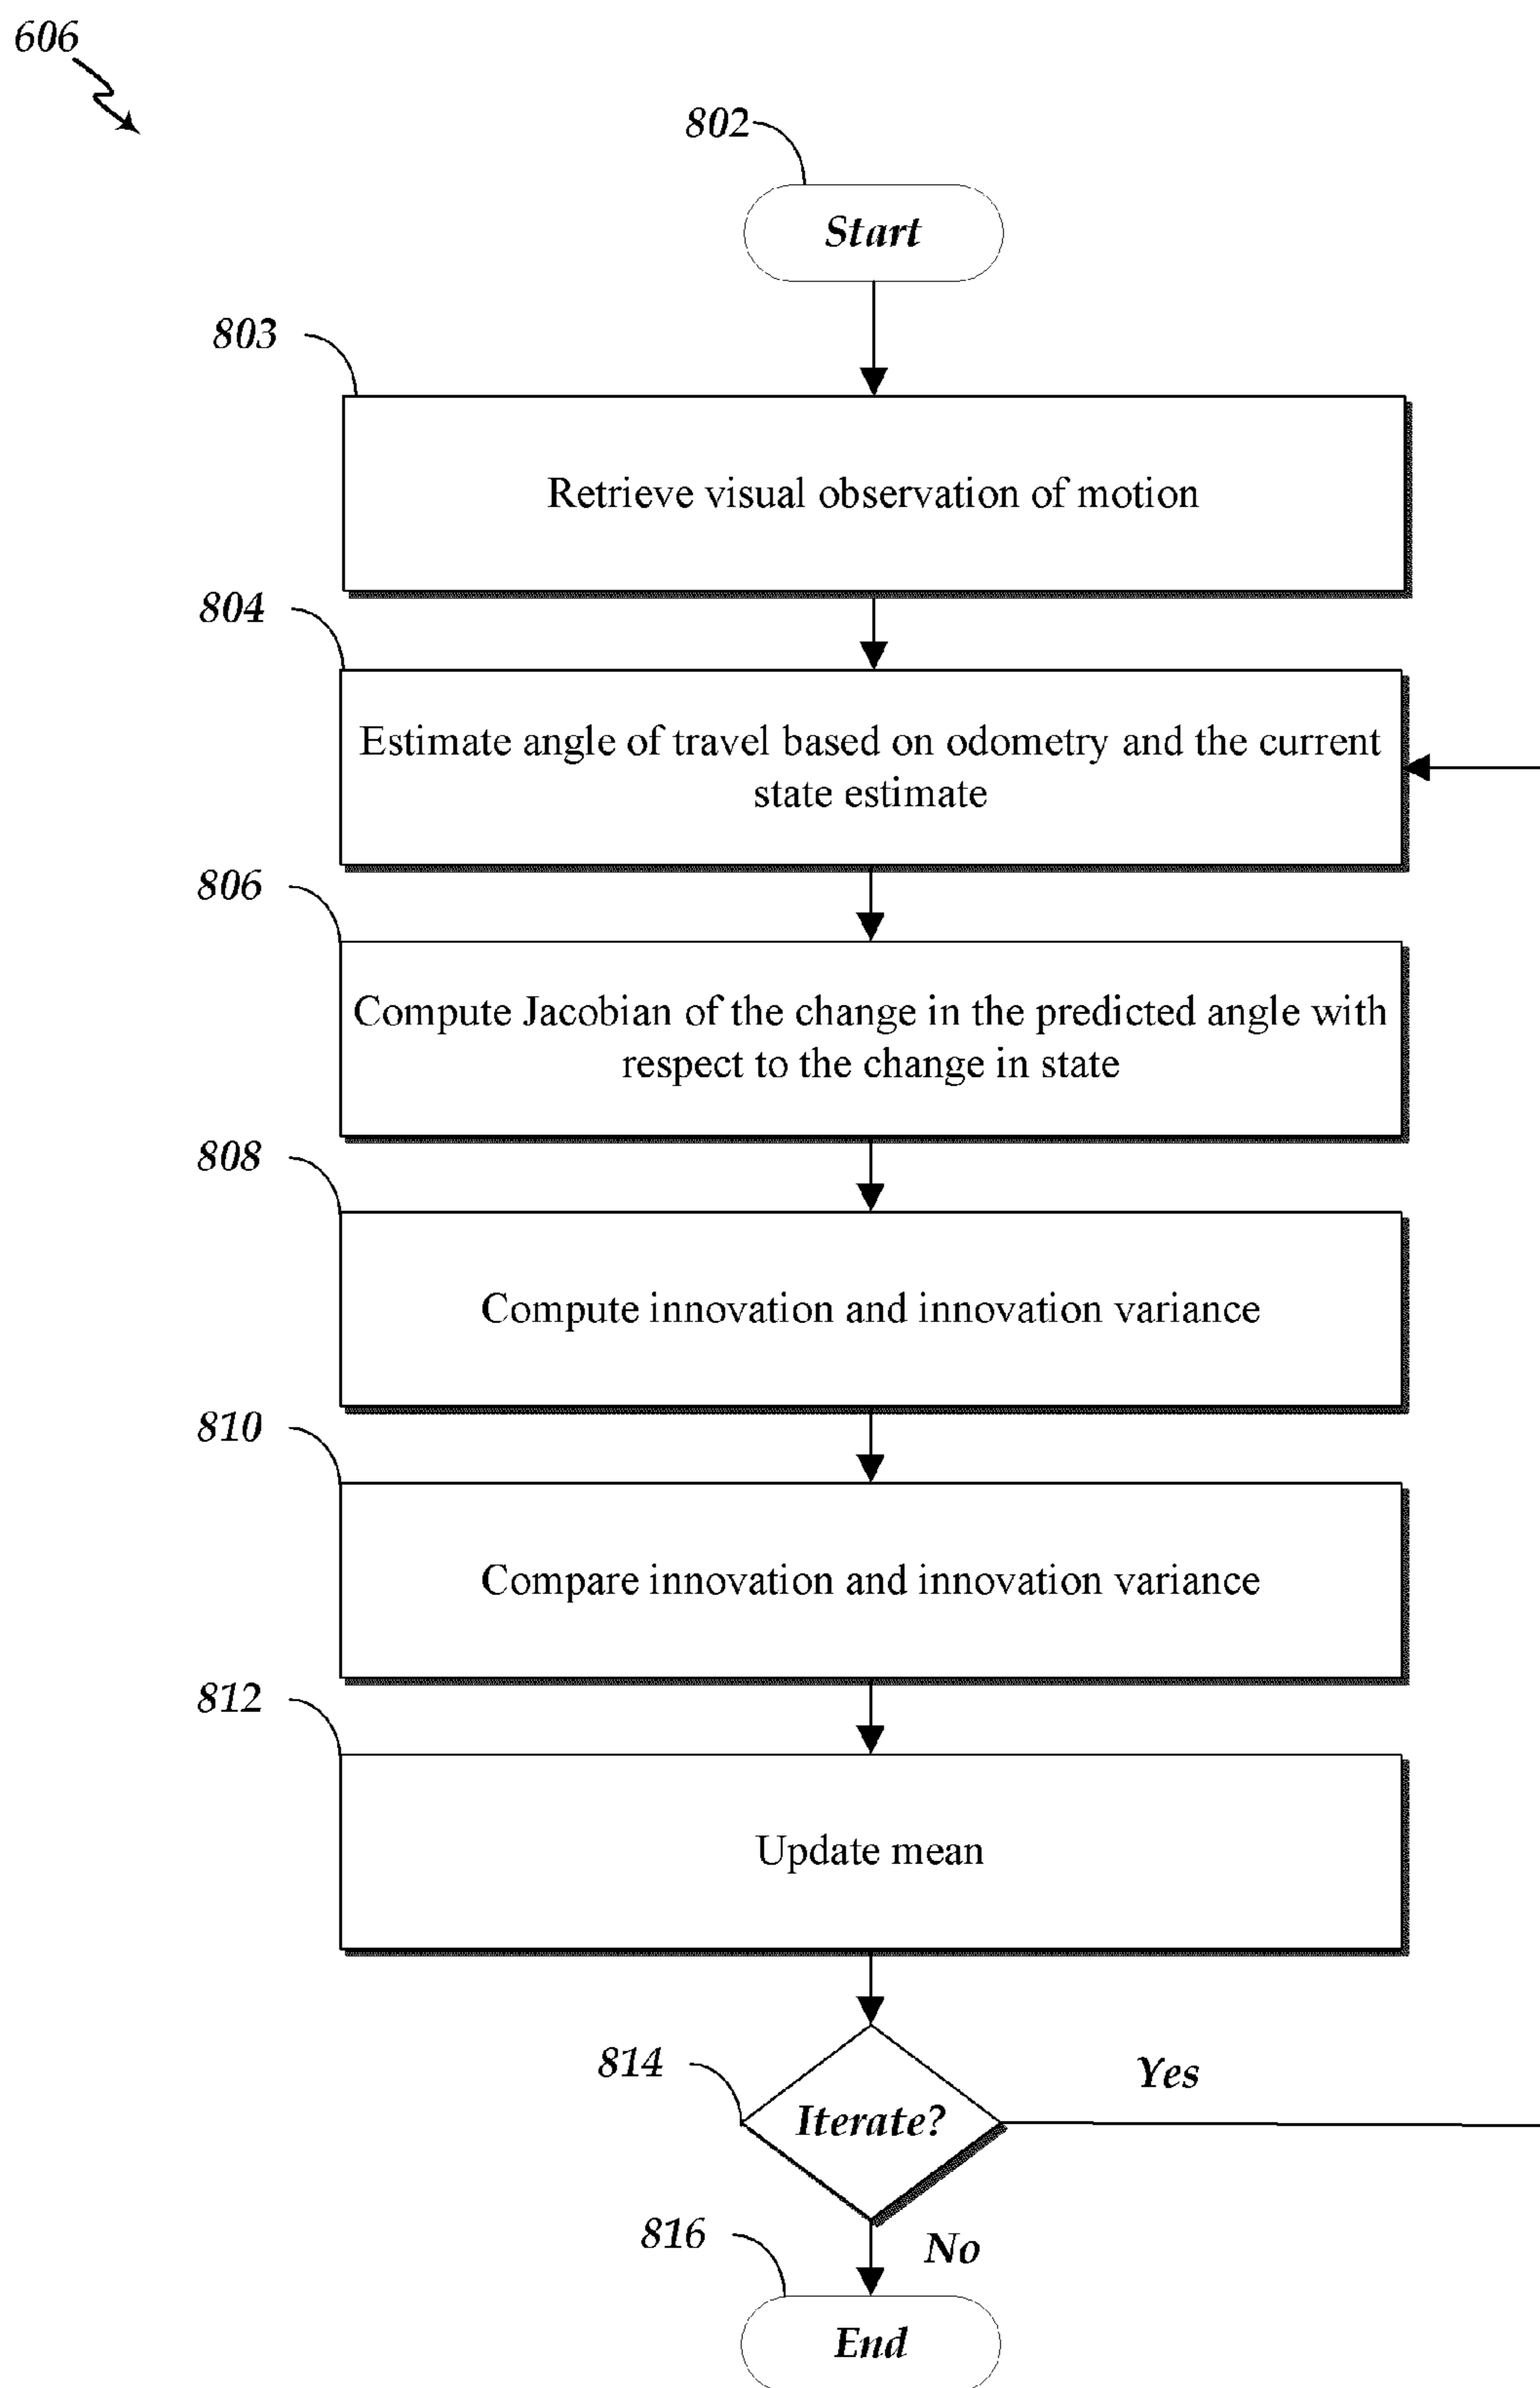 606
802
Start
803
Retrieve visual observation of motion
804
Estimate angle of travel based on odometry and the current
state estimate
806
Compute Jacobian of the change in the predicted angle with
respect to the change in state
808
Compute innovation and innovation variance
810
Compare innovation and innovation variance
812
Update mean
814
Iterate?
Yes
816
No
End